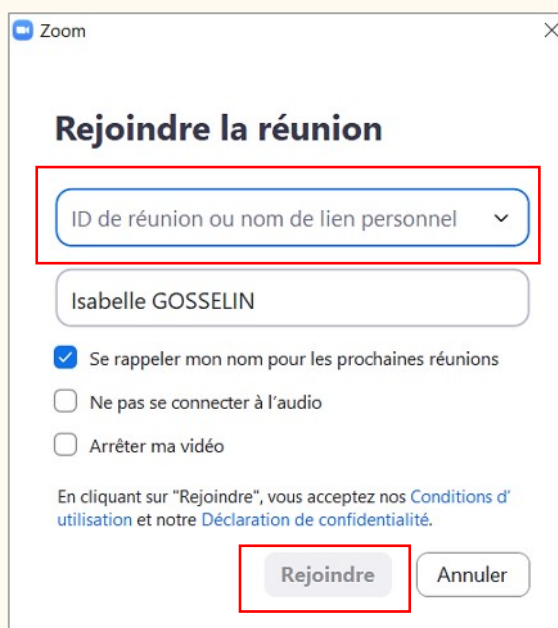 Zoom
Rejoindre la réunion
ID de réunion ou nom de lien personnel
Isabelle GOSSELIN
Se rappeler mon nom pour les prochaines réunions
Ne pas se connecter à l'audio
Arrêter ma vidéo
En cliquant sur "Rejoindre", vous acceptez nos Conditions d'
utilisation et notre Déclaration de confidentialité.
Rejoindre Annuler